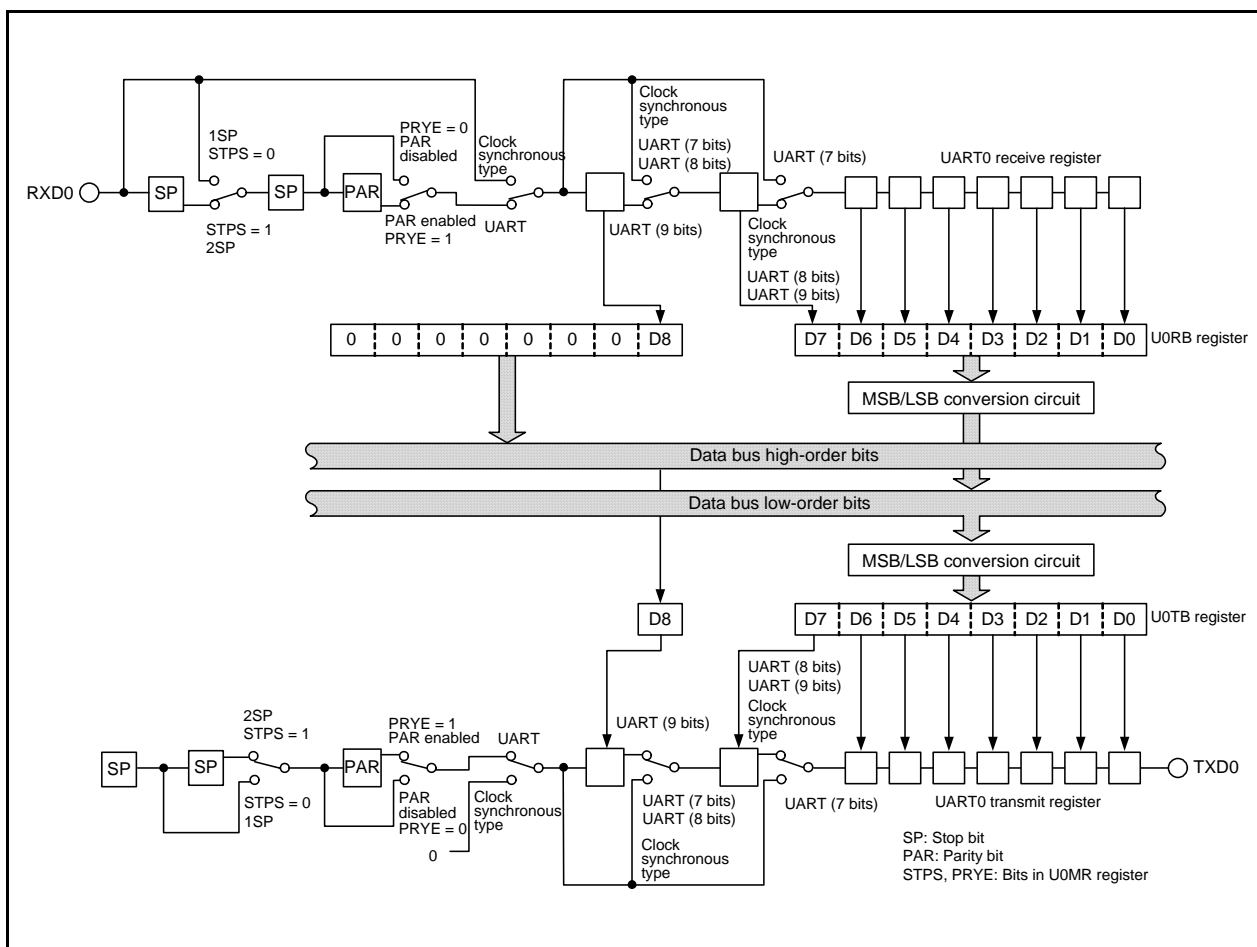 Clock
synchronous
type
1SP
STPS = 0
PRYE = 0
PAR
disabled
Clock
synchronous
type
UART (7 bits)
UART (8 bits)
UART (7 bits)
UART0 receive register
RXD0
SP
SP
PAR
STPS = 1
2SP
PAR enabled
PRYE = 1
UART
UART (9 bits)
Clock
synchronous
type
UART (8 bits)
UART (9 bits)
0 0 0 0 0 0 0 D8
D7 D6 D5 D4 D3 D2 D1 D0
U0RB register
MSB/LSB conversion circuit
Data bus high-order bits
Data bus low-order bits
MSB/LSB conversion circuit
D8
D7 D6 D5 D4 D3 D2 D1 D0
U0TB register
UART (8 bits)
UART (9 bits)
Clock
synchronous
type
2SP
STPS = 1
PRYE = 1
PAR enabled
UART
UART (9 bits)
SP
SP
PAR
TXD0
STPS = 0
1SP
PAR
disabled
PRYE = 0
0
Clock
synchronous
type
UART (7 bits)
UART (8 bits)
Clock
synchronous
type
UART (7 bits)
UART0 transmit register
SP: Stop bit
PAR: Parity bit
STPS, PRYE: Bits in U0MR register